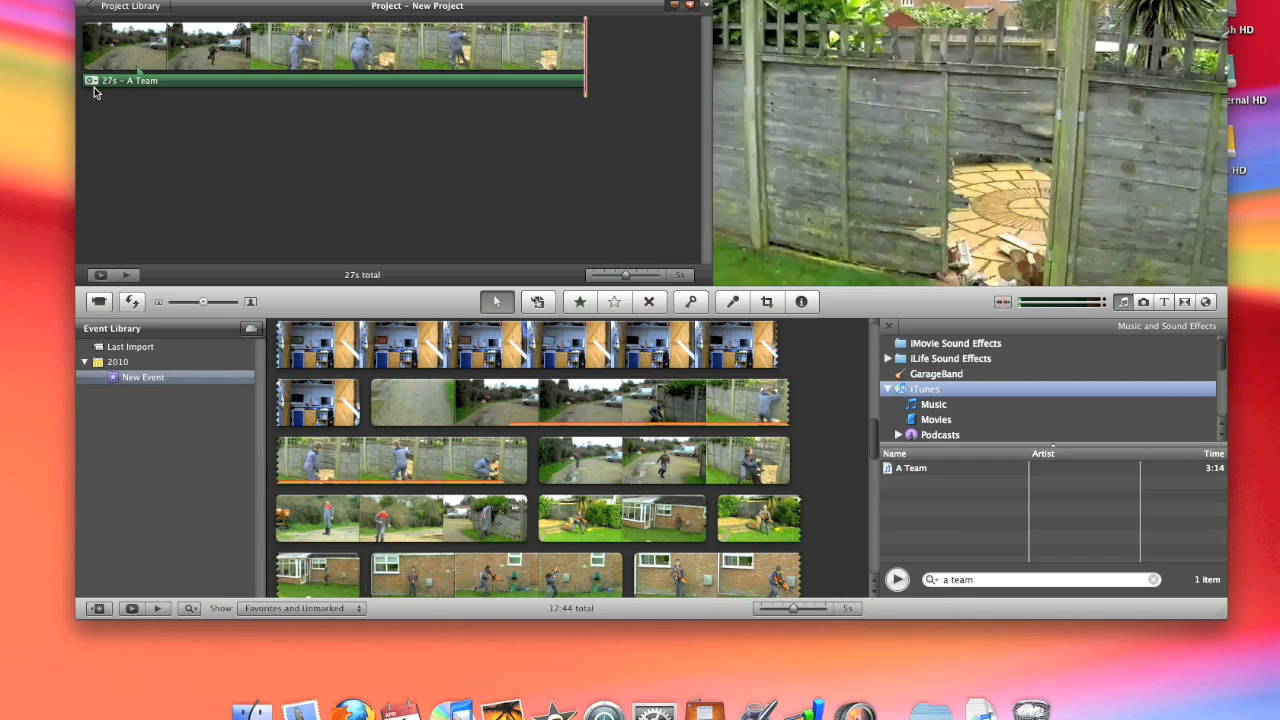 Project Library
Project – New Project
27s – A Team
27s total
5s
Event Library
Last Import
2010
New Event
Show: Favorites and Unmarked
12:44 total
5s
Music and Sound Effects
iMovie Sound Effects
iLife Sound Effects
GarageBand
iTunes
Music
Movies
Podcasts
Name Artist Time
A Team 3:14
a team
1 item
HD
HD
HD